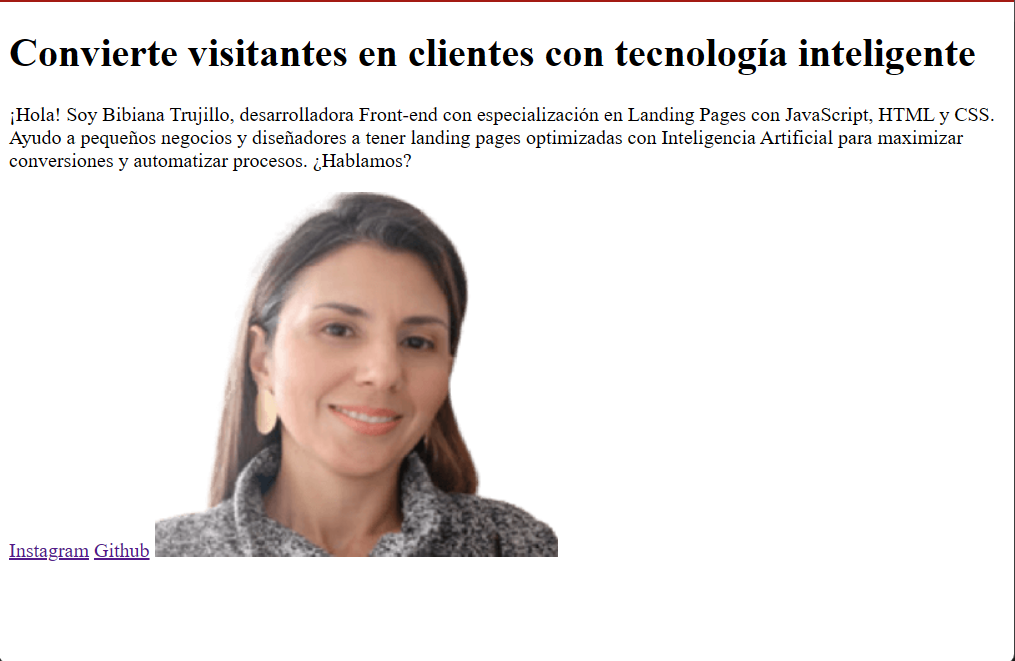 Convierte visitantes en clientes con tecnología inteligente
¡Hola! Soy Bibiana Trujillo, desarrolladora Front-end con especialización en Landing Pages con JavaScript, HTML y CSS.
Ayudo a pequeños negocios y diseñadores a tener landing pages optimizadas con Inteligencia Artificial para maximizar
conversiones y automatizar procesos. ¿Hablamos?
Instagram Github